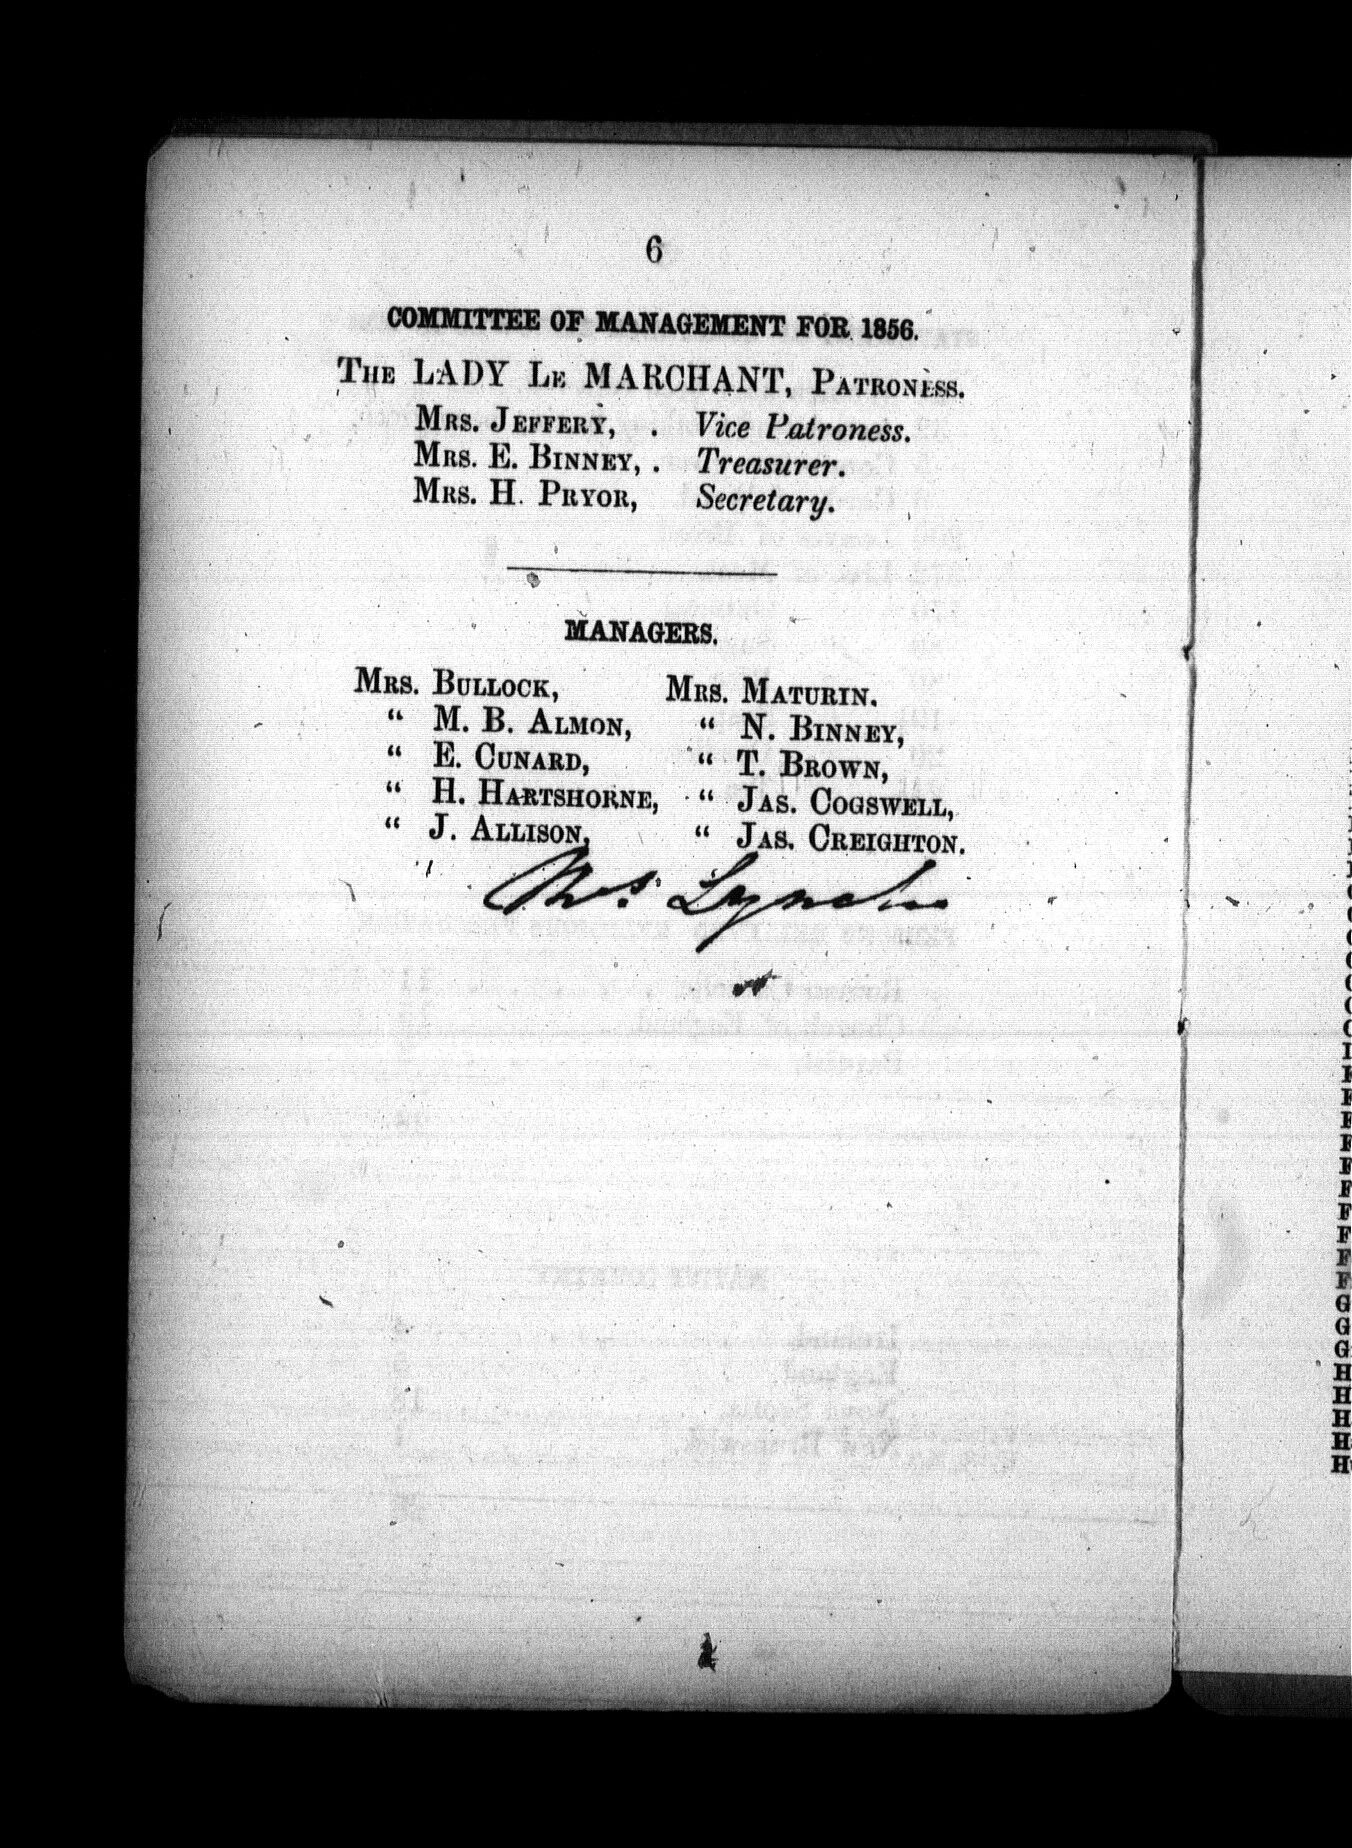 6
COMMITTEE OF MANAGEMENT FOR 1856.
THE LADY LE MARCHANT, PATRONESS.
MRS. JEFFERY, . Vice Patroness.
MRS. E. BINNEY, . Treasurer.
MRS. H. PRYOR, Secretary.
MANAGERS.
MRS. BULLOCK, MRS. MATURIN.
“ M. B. ALMON, “ N. BINNEY,
“ E. CUNARD, “ T. BROWN,
“ H. HARTSHORNE, “ JAS. COGSWELL,
“ J. ALLISON, “ JAS. CREIGHTON.
Mrs. Lynch